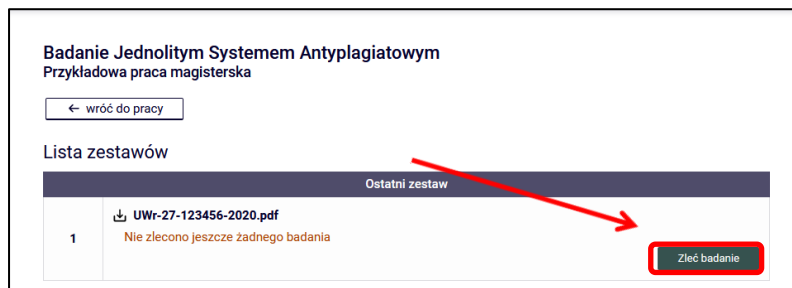 Badanie Jednolitym Systemem Antyplagiatowym
Przykładowa praca magisterska
← wróć do pracy
Lista zestawów
Ostatni zestaw
UWr-27-123456-2020.pdf
1
Nie zlecono jeszcze żadnego badania
Zleć badanie